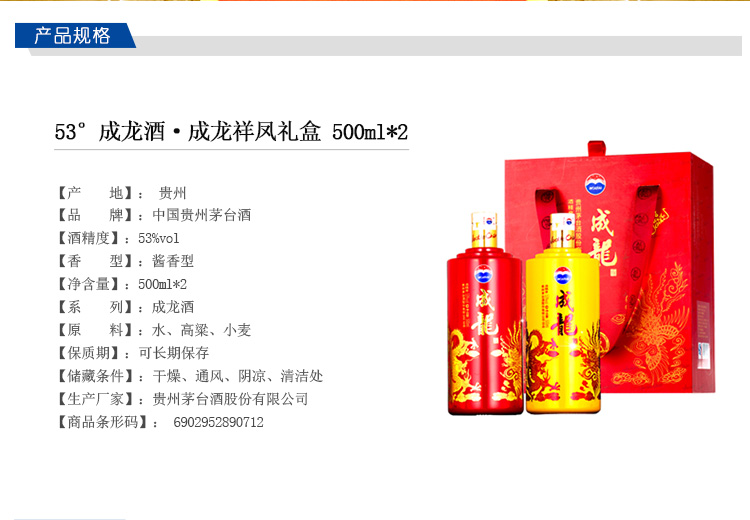 产品规格
53° 成龙酒·成龙祥凤礼盒 500ml*2
【产 地】： 贵州
【品 牌】：中国贵州茅台酒
【酒精度】：53%vol
【香 型】：酱香型
【净含量】：500ml*2
【系 列】：成龙酒
【原 料】：水、高粱、小麦
【保质期】：可长期保存
【储藏条件】：干燥、通风、阴凉、清洁处
【生产厂家】：贵州茅台酒股份有限公司
【商品条形码】： 6902952890712
成龍
成龍
成龍